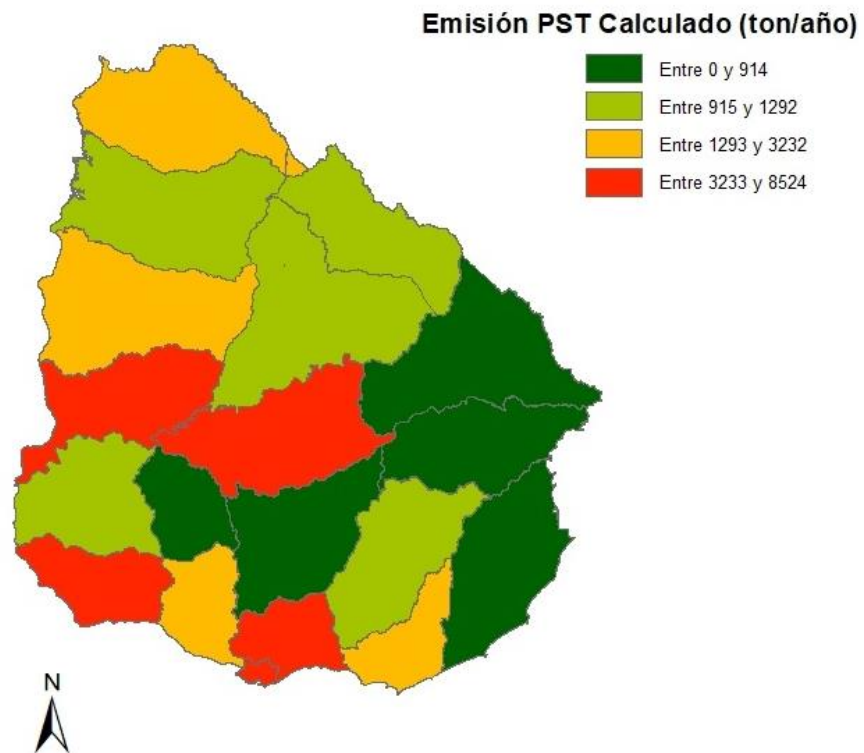 Emisión PST Calculado (ton/año)
Entre 0 y 914
Entre 915 y 1292
Entre 1293 y 3232
Entre 3233 y 8524
N